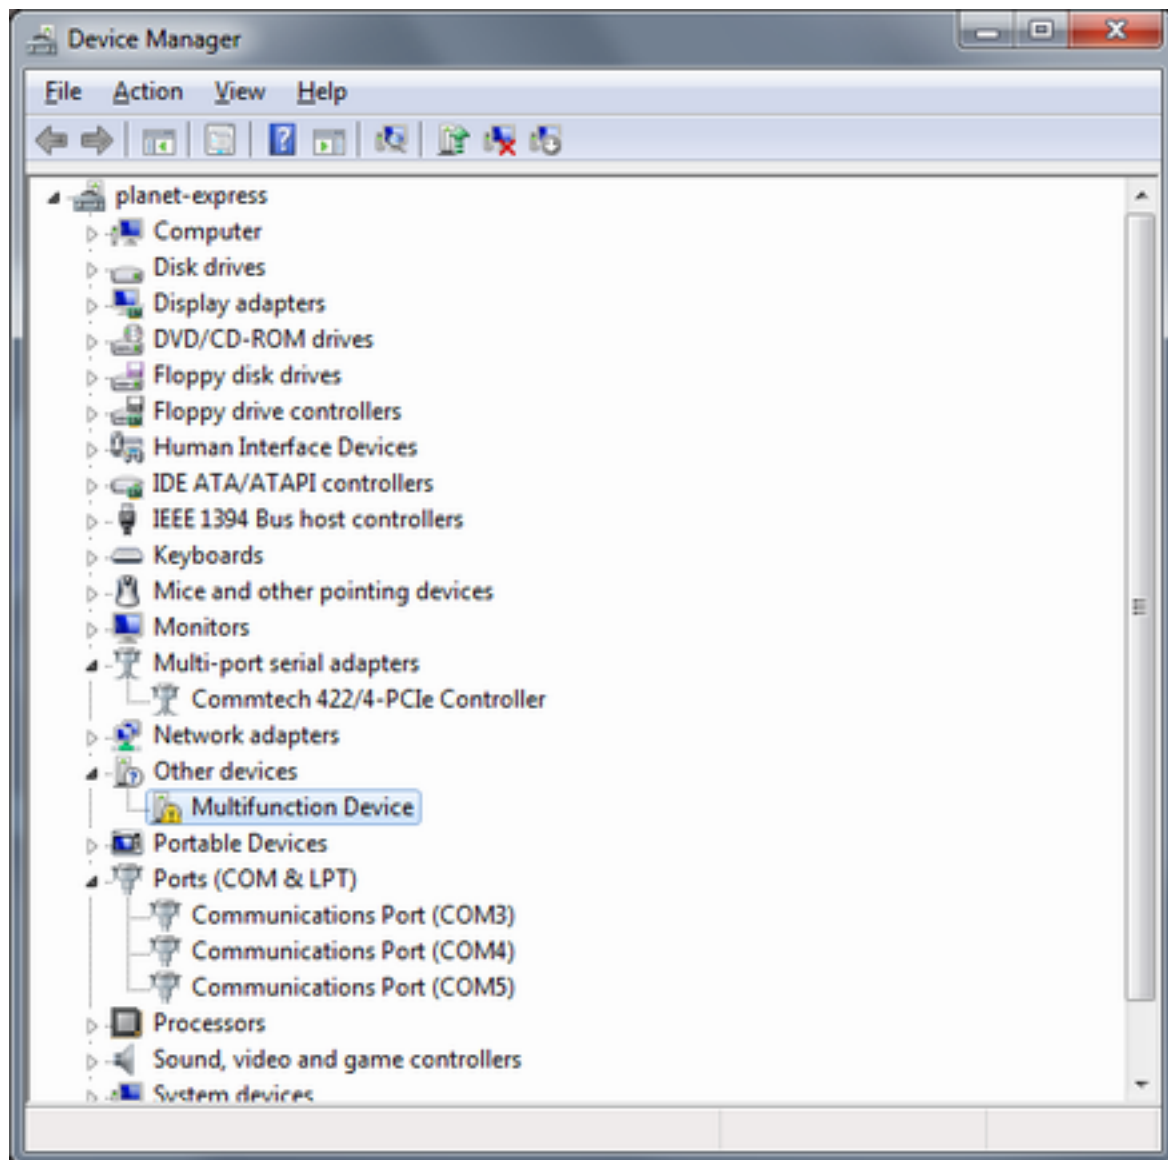 Device Manager
File Action View Help
planet-express
Computer
Disk drives
Display adapters
DVD/CD-ROM drives
Floppy disk drives
Floppy drive controllers
Human Interface Devices
IDE ATA/ATAPI controllers
IEEE 1394 Bus host controllers
Keyboards
Mice and other pointing devices
Monitors
Multi-port serial adapters
Commtech 422/4-PCIe Controller
Network adapters
Other devices
Multifunction Device
Portable Devices
Ports (COM & LPT)
Communications Port (COM3)
Communications Port (COM4)
Communications Port (COM5)
Processors
Sound, video and game controllers
System devices